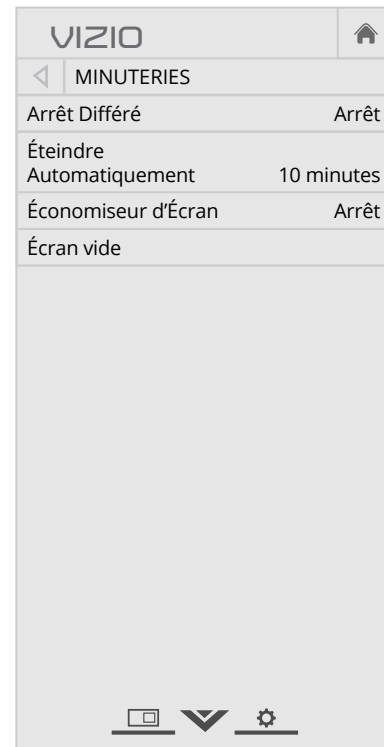 VIZIO
MINUTERIES
Arrêt Différé Arrêt
Éteindre
Automatiquement 10 minutes
Économiseur d’Écran Arrêt
Écran vide